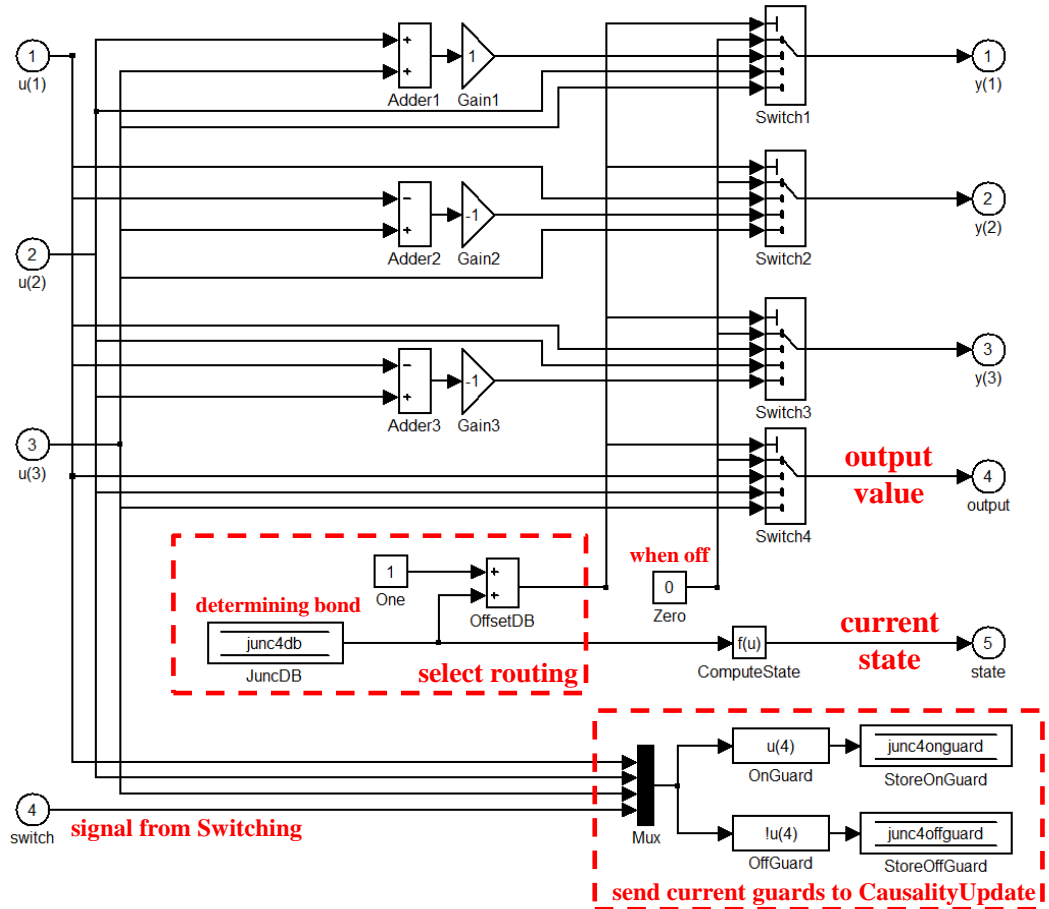 1
u(1)
+
+
Adder1
1
Gain1
Switch1
1
y(1)
2
u(2)
−
+
Adder2
-1
Gain2
Switch2
2
y(2)
3
u(3)
−
+
Adder3
-1
Gain3
Switch3
3
y(3)
Switch4
output
value
4
output
1
One
+
+
OffsetDB
determining bond
junc4db
JuncDB
select routing
when off
0
Zero
f(u)
ComputeState
current
state
5
state
4
switch
signal from Switching
Mux
u(4)
OnGuard
junc4onguard
StoreOnGuard
!u(4)
OffGuard
junc4offguard
StoreOffGuard
send current guards to CausalityUpdate